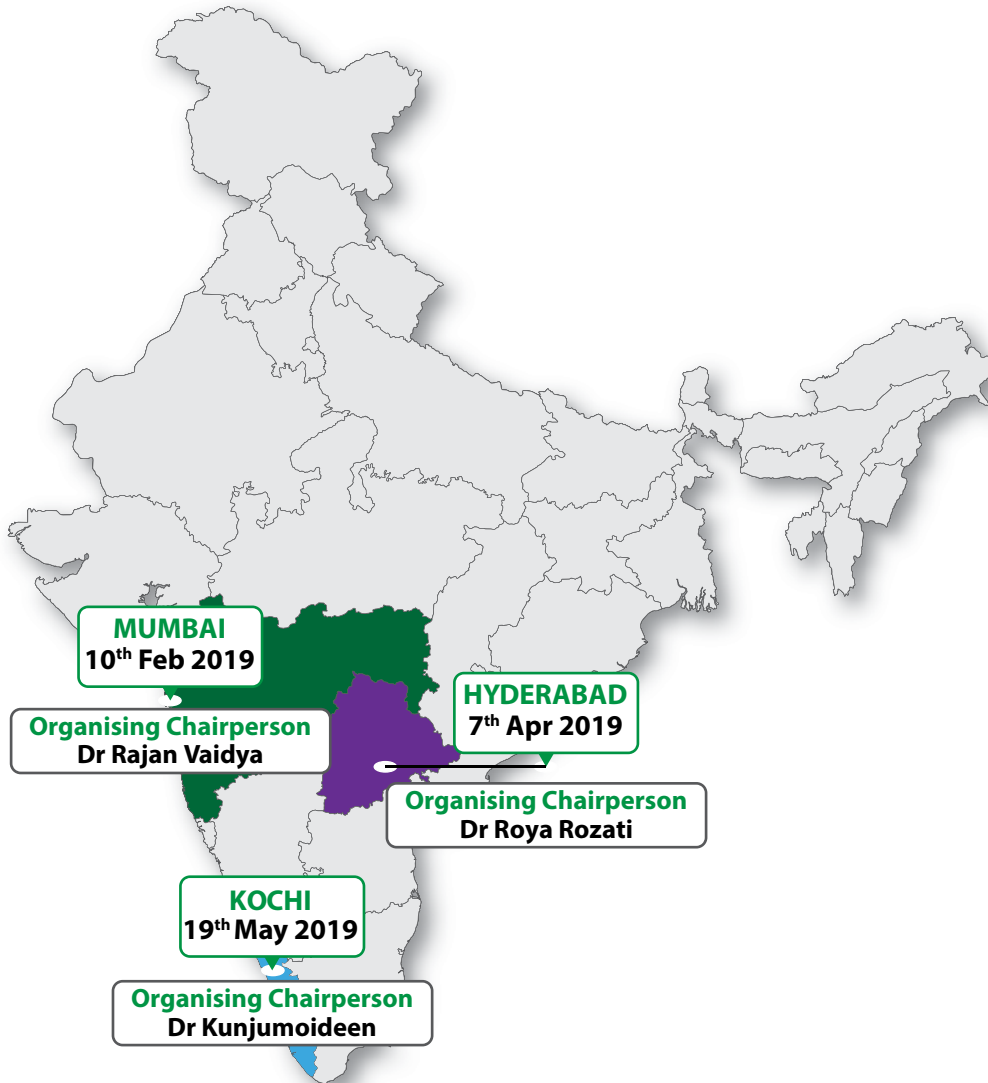 MUMBAI
10th Feb 2019
Organising Chairperson
Dr Rajan Vaidya
HYDERABAD
7th Apr 2019
Organising Chairperson
Dr Roya Rozati
KOCHI
19th May 2019
Organising Chairperson
Dr Kunjumoideen